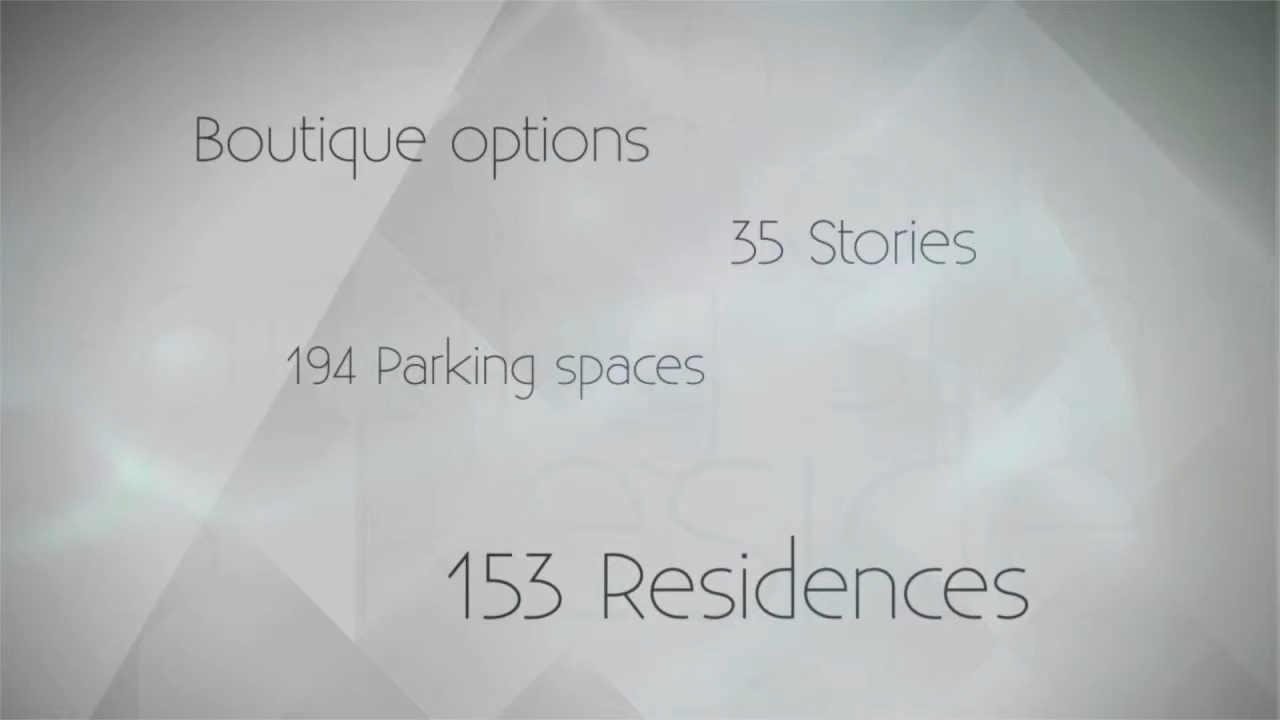 Boutique options
35 Stories
194 Parking spaces
153 Residences